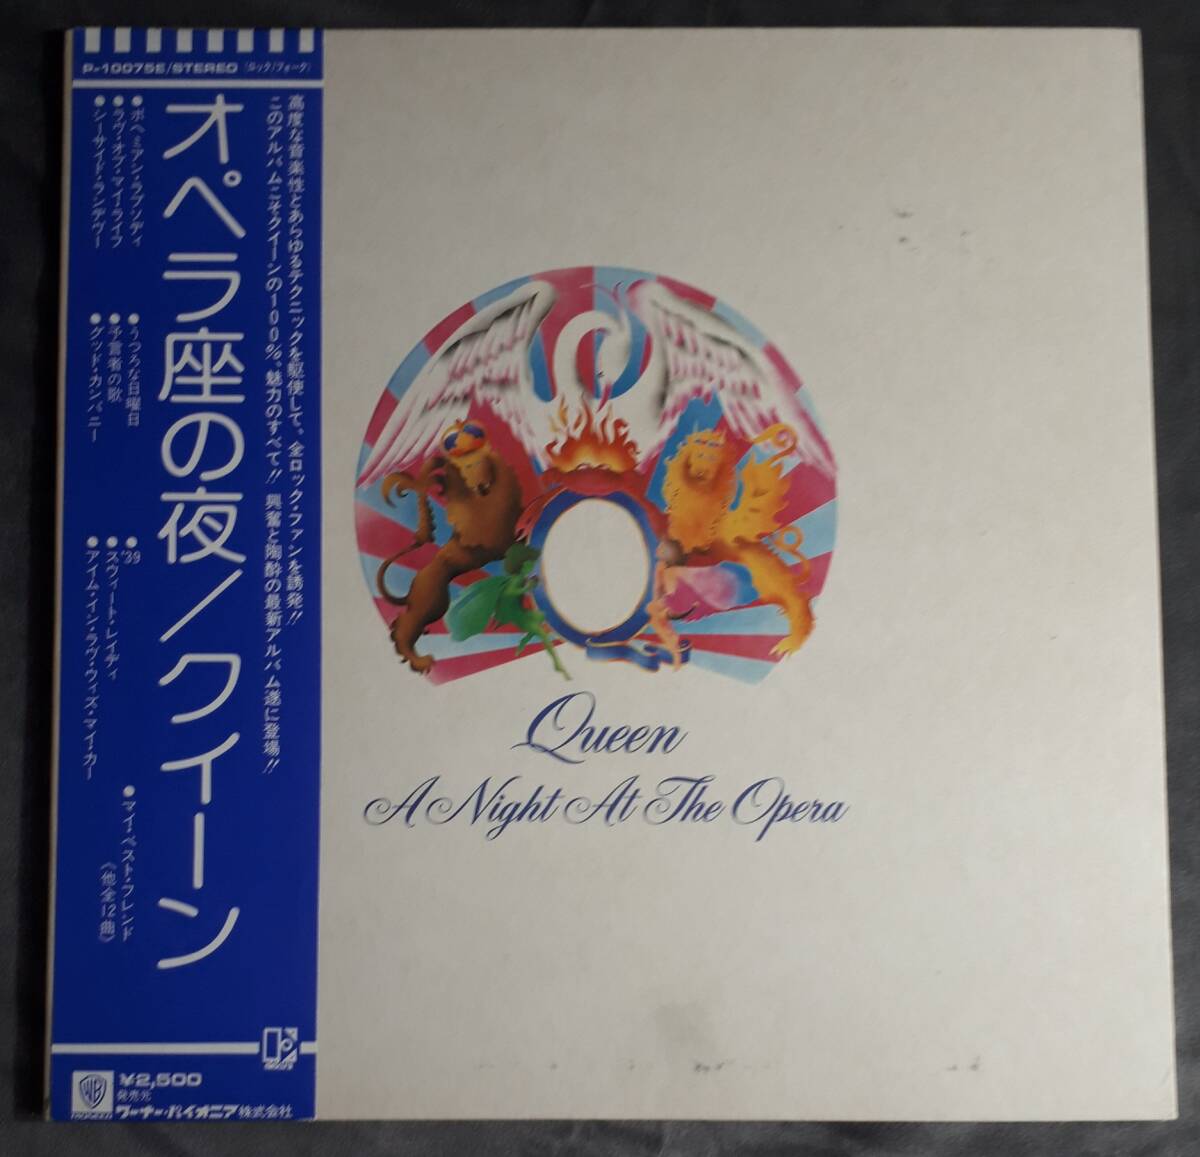 P-10075E/STEREO (ロック/フォーク)
高度な音楽性とあらゆるテクニックを駆使して、全ロック・ファンを誘発!!
このアルバムこそクイーンの100%、魅力のすべて!! 興奮と陶酔の最新アルバム遂に登場!!
オペラ座の夜/クイーン
●ボヘミアン・ラプソディ
●ラヴ・オブ・マイ・ライフ
●シーサイド・ランデヴー
●うつろな日曜日
●予言者の歌
●グッド・カンパニー
●'39
●スウィート・レイディ
●アイム・イン・ラヴ・ウィズ・マイ・カー
●マイ・ベスト・フレンド
《他全12曲》
¥2,500
発売元
ワーナー・パイオニア株式会社
Queen
A Night At The Opera